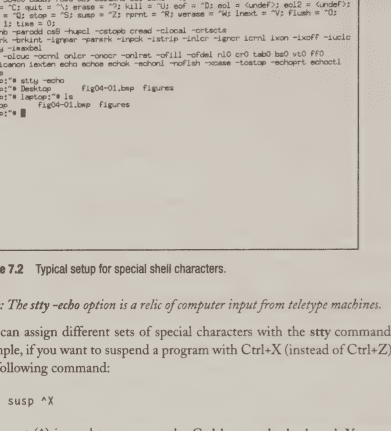 = ^C; quit = ^\; erase = ^?; kill = ^U; eof = ^D; eol = <undef>; eol2 = <undef>;
= ^Q; stop = ^S; susp = ^Z; rprnt = ^R; werase = ^W; lnext = ^V; flush = ^O;
1; time = 0;
nb -parodd cs8 -hupcl -cstopb cread -clocal -crtscts
rk -brkint -ignpar -parmrk -inpck -istrip -inlcr -igncr icrnl ixon -ixoff -iuclc
y -imaxbel
-olcuc -ocrnl onlcr -onocr -onlret -ofill -ofdel nl0 cr0 tab0 bs0 vt0 ff0
icanon iexten echo echoe echok -echonl -noflsh -xcase -tostop -echoprt echoctl
p:~# stty -echo
p:~# Desktop fig04-01.bmp figures
p:~# laptop:~# ls
op fig04-01.bmp figures
p:~#
e 7.2 Typical setup for special shell characters.
: The stty -echo option is a relic of computer input from teletype machines.
can assign different sets of special characters with the stty command
ple, if you want to suspend a program with Ctrl+X (instead of Ctrl+Z)
ollowing command:
susp ^X